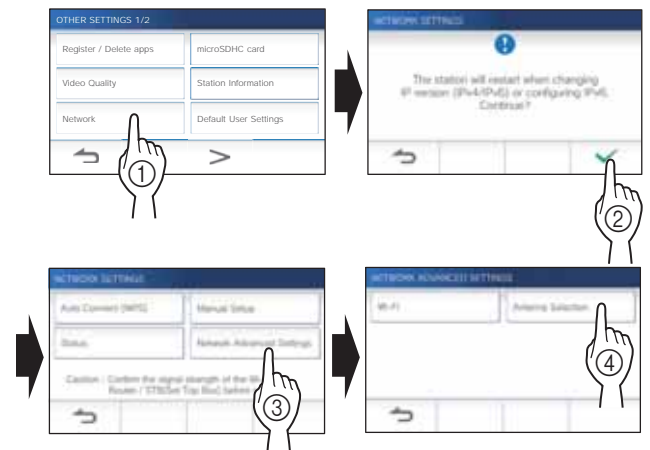 OTHER SETTINGS 1/2
Register / Delete apps
microSDHC card
Video Quality
Station Information
Network
Default User Settings
>
1
NETWORK SETTINGS
!
The station will restart when changing
IP version (IPv4/IPv6) or configuring IPv6.
Continue?
2
NETWORK SETTINGS
Auto Connect (WPS)
Manual Setup
Status
Network Advanced Settings
Caution : Confirm the signal strength of the
Router / STB(Set Top Box) before
3
NETWORK ADVANCED SETTINGS
Wi-Fi
Antenna Selection
4